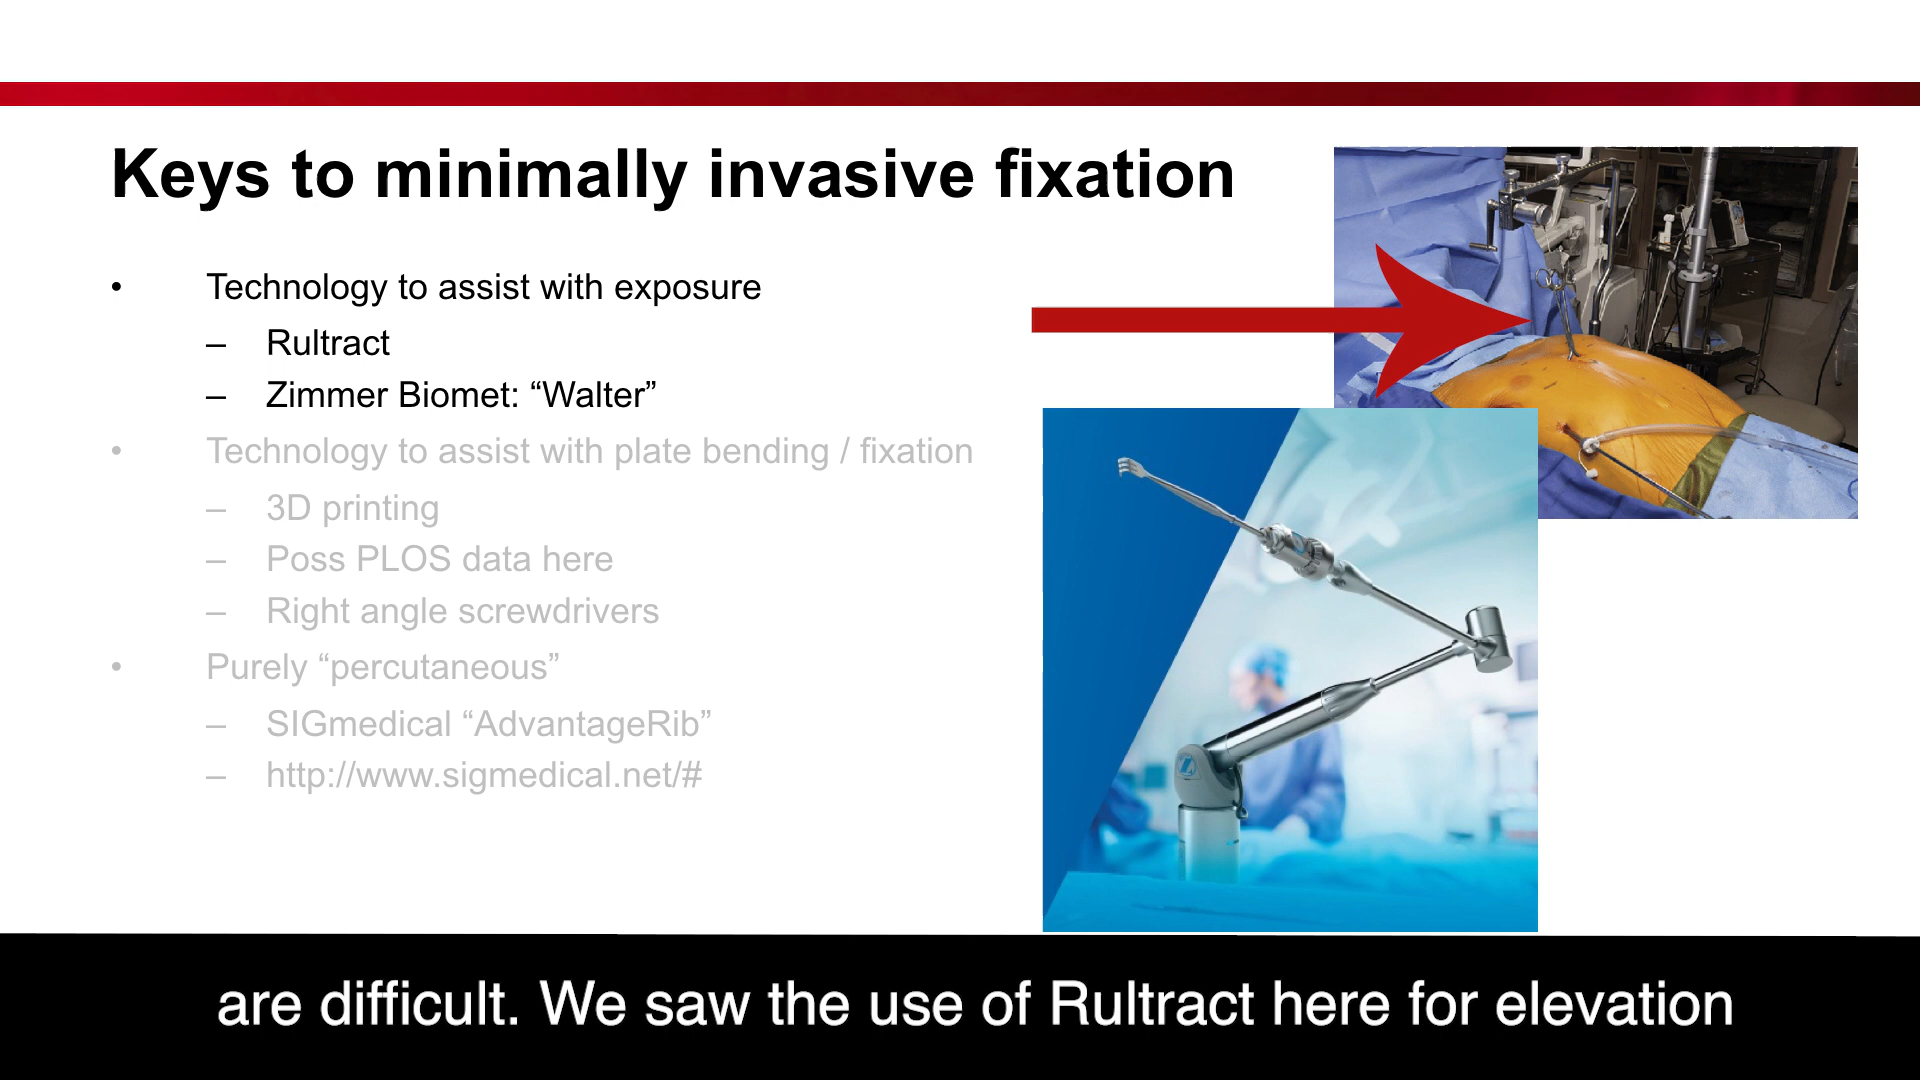 Keys to minimally invasive fixation
• Technology to assist with exposure
– Rultract
– Zimmer Biomet: “Walter”
• Technology to assist with plate bending / fixation
– 3D printing
– Poss PLOS data here
– Right angle screwdrivers
• Purely “percutaneous”
– SIGmedical “AdvantageRib”
– http://www.sigmedical.net/#
are difficult. We saw the use of Rultract here for elevation